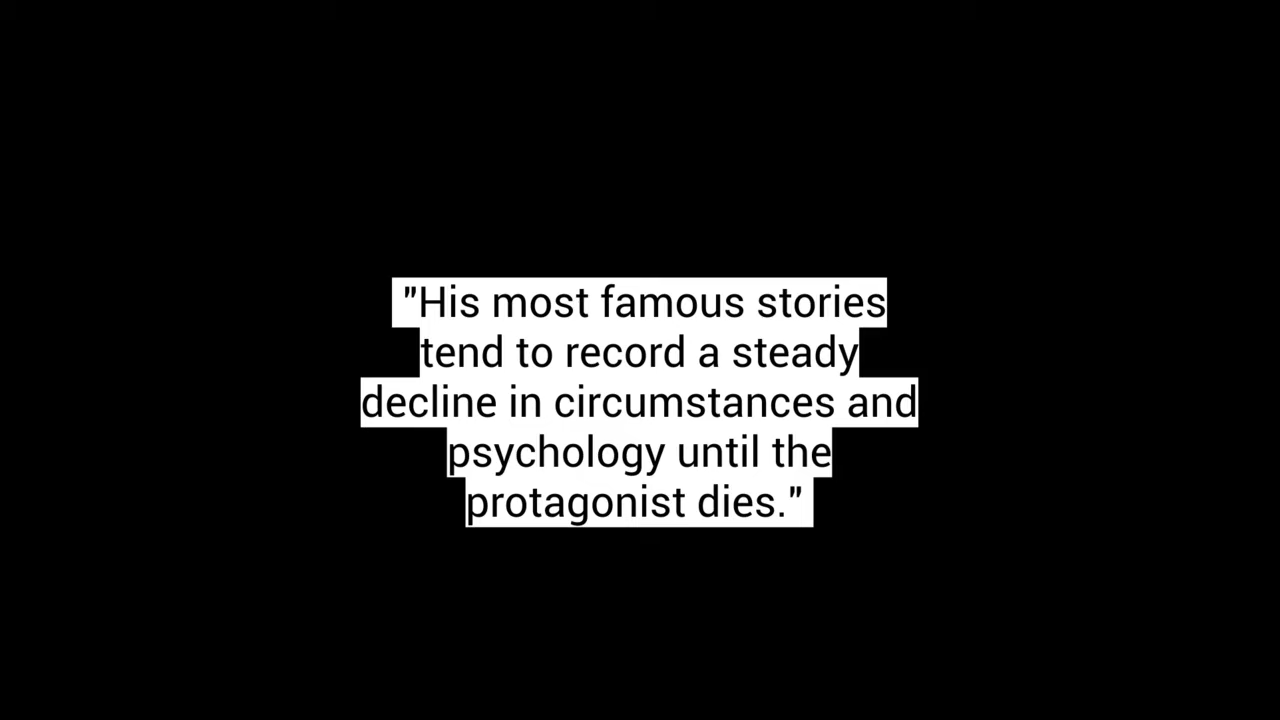 "His most famous stories
tend to record a steady
decline in circumstances and
psychology until the
protagonist dies."